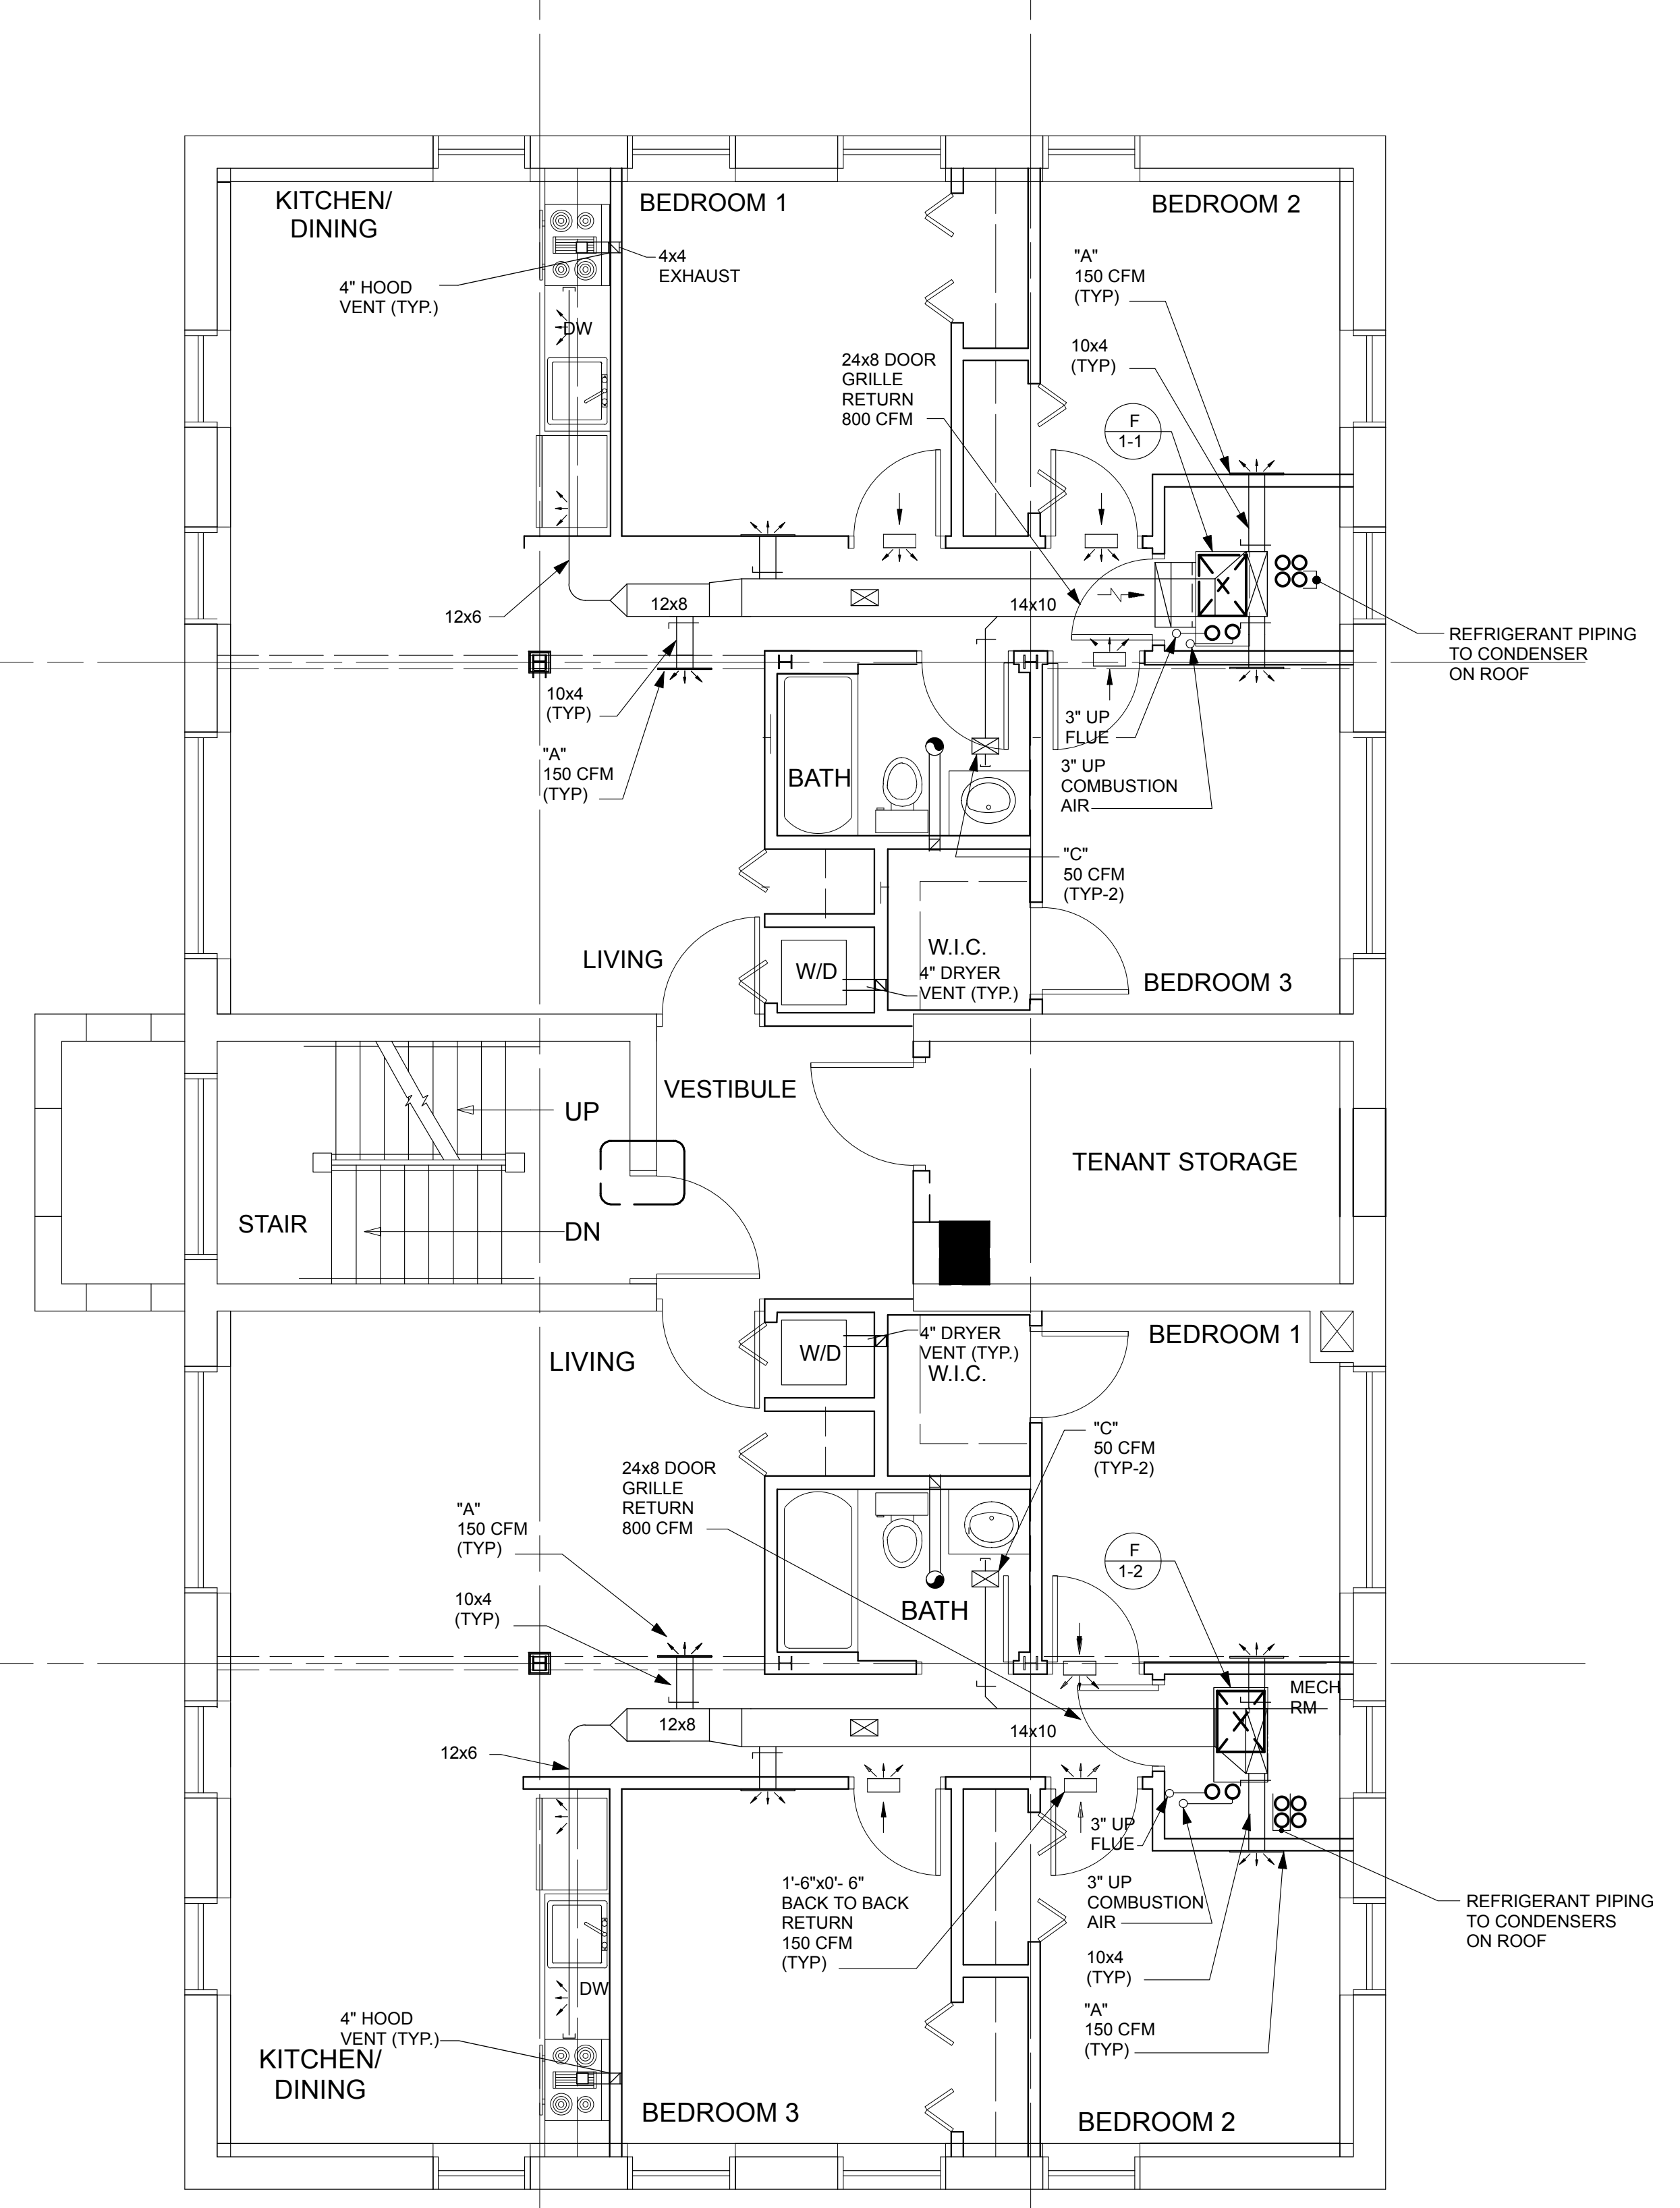 KITCHEN/
DINING
BEDROOM 1
BEDROOM 2
4x4
EXHAUST
4" HOOD
VENT (TYP.)
"A"
150 CFM
(TYP)
DW
10x4
(TYP)
24x8 DOOR
GRILLE
RETURN
800 CFM
F
1-1
12x6
12x8
14x10
X
REFRIGERANT PIPING
TO CONDENSER
ON ROOF
10x4
(TYP)
"A"
150 CFM
(TYP)
3" UP
FLUE
3" UP
COMBUSTION
AIR
BATH
"C"
50 CFM
(TYP-2)
LIVING
W/D
W.I.C.
4" DRYER
VENT (TYP.)
BEDROOM 3
VESTIBULE
UP
TENANT STORAGE
STAIR
DN
LIVING
W/D
4" DRYER
VENT (TYP.)
W.I.C.
BEDROOM 1
"C"
50 CFM
(TYP-2)
24x8 DOOR
GRILLE
RETURN
800 CFM
"A"
150 CFM
(TYP)
F
1-2
10x4
(TYP)
BATH
MECH
RM
12x8
14x10
X
12x6
3" UP
FLUE
1'-6"x0'- 6"
BACK TO BACK
RETURN
150 CFM
(TYP)
3" UP
COMBUSTION
AIR
REFRIGERANT PIPING
TO CONDENSERS
ON ROOF
10x4
(TYP)
DW
"A"
150 CFM
(TYP)
4" HOOD
VENT (TYP.)
KITCHEN/
DINING
BEDROOM 3
BEDROOM 2